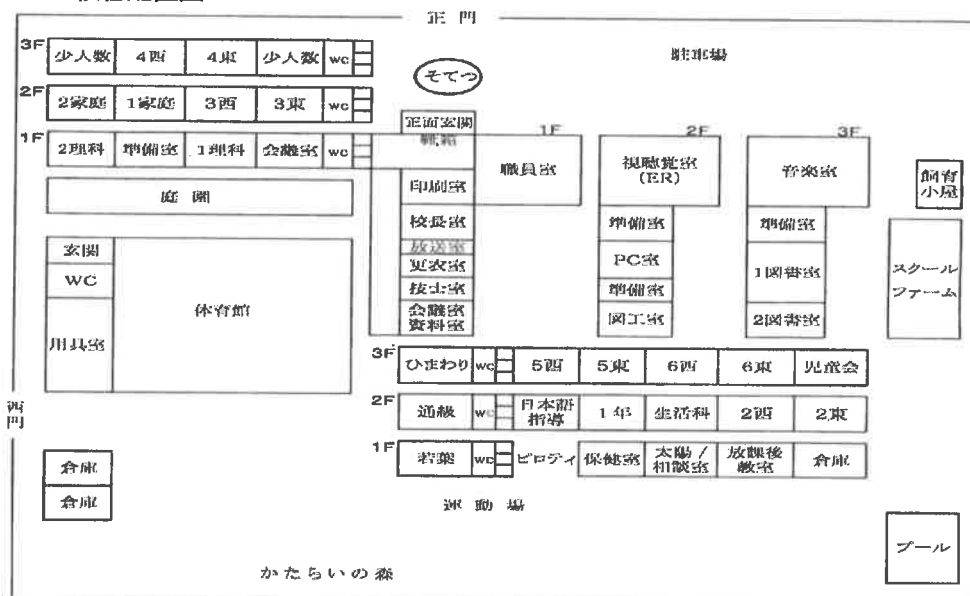 正 門
3F 少人数 4西 4東 少人数 WC
駐車場
そてつ
2F 2家庭 1家庭 3西 3東 WC
正面玄関
1F 2理科 準備室 1理科 会議室 WC
1F
職員室
2F
視聴覚室
(ER)
3F
音楽室
飼育
小屋
庭 園
印刷室
校長室
放送室
更衣室
技士室
会議室
資料室
準備室
PC室
準備室
図工室
準備室
1図書室
2図書室
スクール
ファーム
玄関
WC
用具室
体育館
西
門
3F ひまわり WC 5西 5東 6西 6東 児童会
2F 通級 WC 日本語
指導 1年 生活科 2西 2東
1F 若葉 WC ピロティ 保健室 太陽/
相談室 放課後
教室 倉庫
倉庫
倉庫
運 動 場
プール
かたらいの森